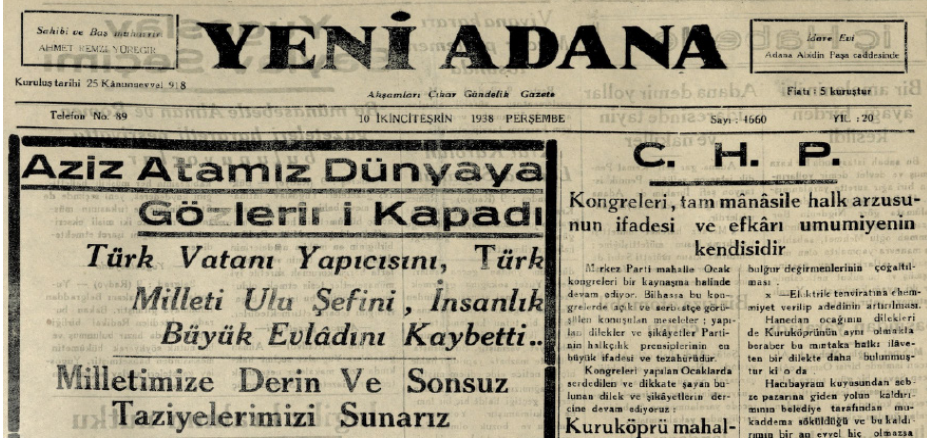 Sahibi ve Baş muharrir
AHMET REMZİ YÜREGİR
YENİ ADANA
İdare Evi
Adana Abidin Paşa caddesinde
Kuruluş tarihi 25 Kânunuevvel 918
Akşamları Çıkar Gündelik Gazete
Fiatı : 5 kuruştur
Telefon No. 89
10 İKİNCİTEŞRİN 1938 PERŞEMBE
Sayı : 4660
YIL : 20
Aziz Atamız Dünyaya
Gözlerini Kapadı
Türk Vatanı Yapıcısını, Türk
Milleti Ulu Şefini, İnsanlık
Büyük Evlâdını Kaybetti..
Milletimize Derin Ve Sonsuz
Taziyelerimizi Sunarız
C. H. P.
Kongreleri, tam mânâsile halk arzusu-
nun ifadesi ve efkârı umumiyenin
kendisidir
Merkez Parti mahalle Ocak
kongreleri bir kaynaşma halinde
devam ediyor. Bilhassa bu kon-
grelerde açık ve serbestçe görü-
şülen konuşulan meseleler ; yapı-
lan dilekler ve şikâyetler Parti-
nin halkçılık prensiplerinin en
büyük ifadesi ve tezahürüdür.
Kongreleri yapılan Ocaklarda
serdedilen ve dikkate şayan bu-
lunan dilek ve şikâyetlerin der-
cine devam ediyoruz :
Kuruköprü mahal-
bulgur değirmenlerinin çoğaltıl-
ması .
x —Elektrik tenviratına ehem-
miyet verilip adedinin artırılması.
Hanedan ocağının dilekleri
de Kuruköprünün aynı olmakla
beraber bu mıntaka halkı ilâve-
ten bir dilekte daha bulunmuş-
tur ki o da :
Hacıbayram kuyusundan seb-
ze pazarına giden yolun kaldırı-
mının belediye tarafından mu-
kaddema söküldüğü ve bu kaldı-
rımın bir an evvel hiç olmazsa